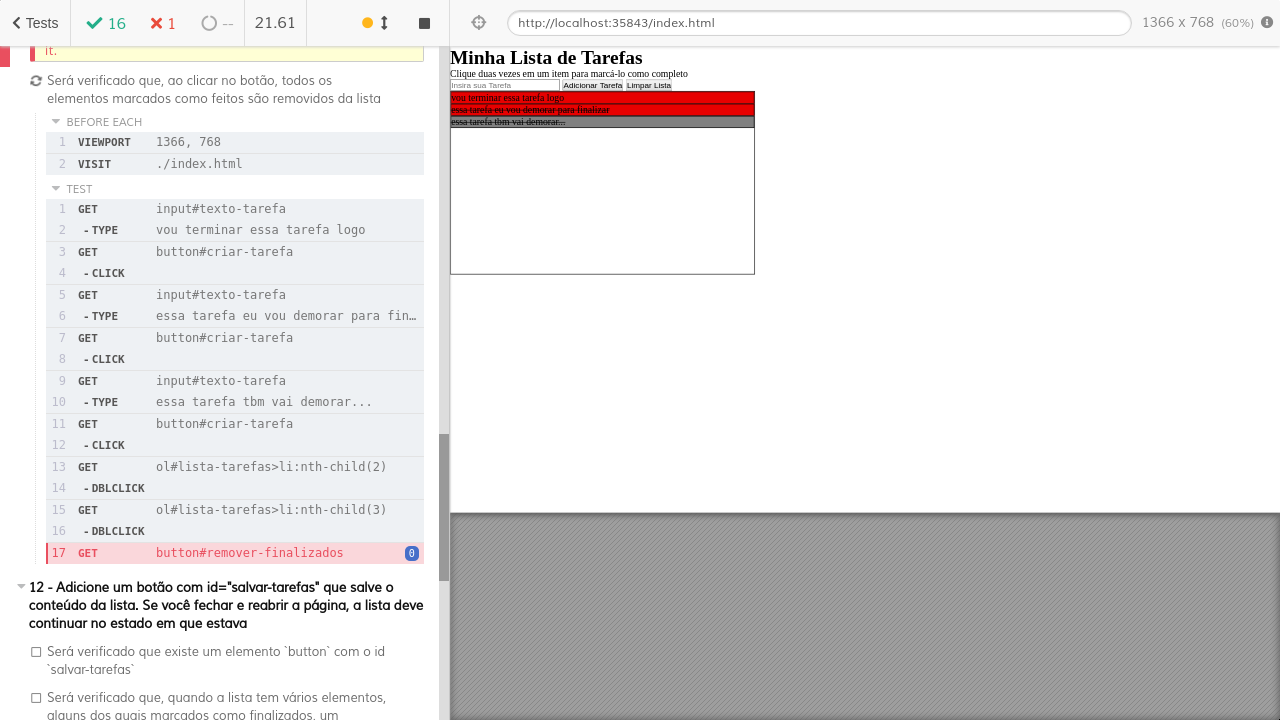 Tests
16
1
--
21.61
http://localhost:35843/index.html
1366 x 768 (60%)
it.
Será verificado que, ao clicar no botão, todos os
elementos marcados como feitos são removidos da lista
BEFORE EACH
1 VIEWPORT 1366, 768
2 VISIT ./index.html
TEST
1 GET input#texto-tarefa
2 -TYPE vou terminar essa tarefa logo
3 GET button#criar-tarefa
4 -CLICK
5 GET input#texto-tarefa
6 -TYPE essa tarefa eu vou demorar para fin…
7 GET button#criar-tarefa
8 -CLICK
9 GET input#texto-tarefa
10 -TYPE essa tarefa tbm vai demorar...
11 GET button#criar-tarefa
12 -CLICK
13 GET ol#lista-tarefas>li:nth-child(2)
14 -DBLCLICK
15 GET ol#lista-tarefas>li:nth-child(3)
16 -DBLCLICK
17 GET button#remover-finalizados 0
12 - Adicione um botão com id="salvar-tarefas" que salve o
conteúdo da lista. Se você fechar e reabrir a página, a lista deve
continuar no estado em que estava
Será verificado que existe um elemento `button` com o id
`salvar-tarefas`
Será verificado que, quando a lista tem vários elementos,
alguns dos quais marcados como finalizados, um
Minha Lista de Tarefas
Clique duas vezes em um item para marcá-lo como completo
Insira sua Tarefa Adicionar Tarefa Limpar Lista
vou terminar essa tarefa logo
essa tarefa eu vou demorar para finalizar
essa tarefa tbm vai demorar...